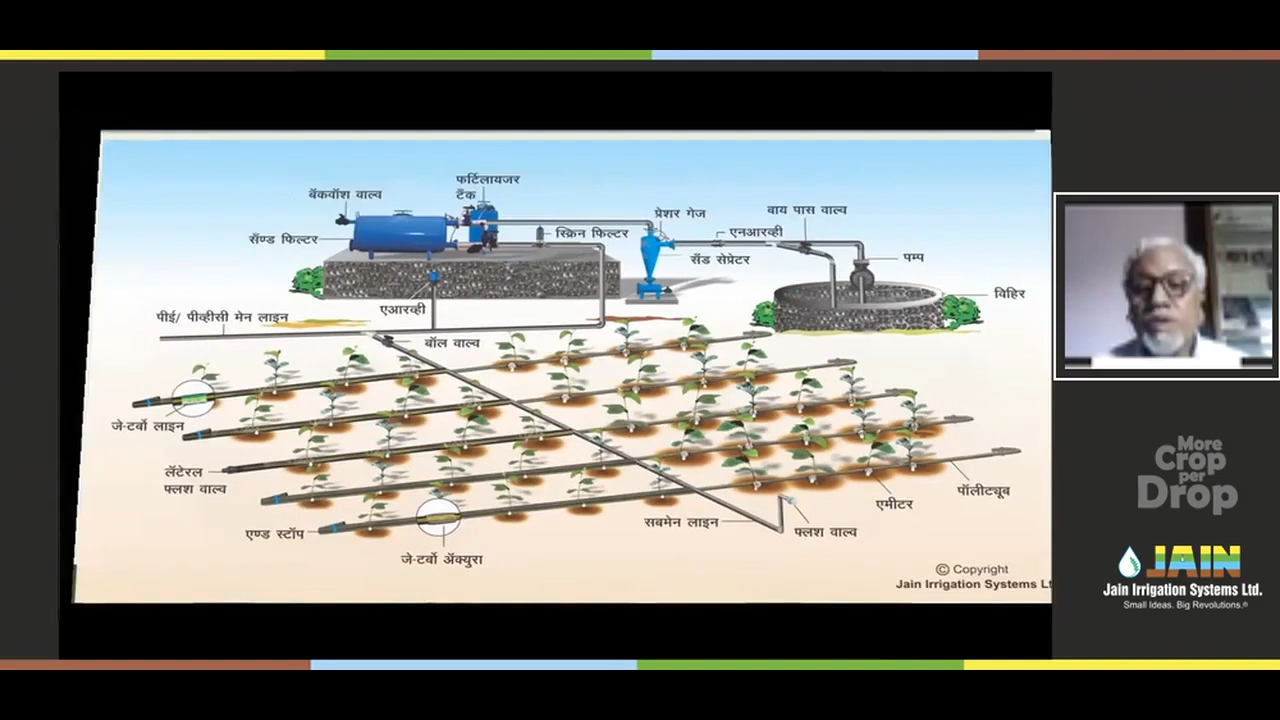 बॅकवॉश वाल्व
फर्टिलायजर
टँक
सॅण्ड फिल्टर
स्क्रिन फिल्टर
प्रेशर गेज
बाय पास वाल्व
एनआरव्ही
सँड सेप्रेटर
पम्प
विहिर
एआरव्ही
पीई/ पीव्हीसी मेन लाइन
बॉल वाल्व
जे-टर्बो लाइन
लॅटेरल
फ्लश वाल्व
एण्ड स्टॉप
जे-टर्बो ॲक्युरा
सबमेन लाइन
फ्लश वाल्व
एमीटर
पॉलीट्यूब
© Copyright
Jain Irrigation Systems Lt
More
Crop
per
Drop
JAIN
Jain Irrigation Systems Ltd.
Small Ideas. Big Revolutions.®